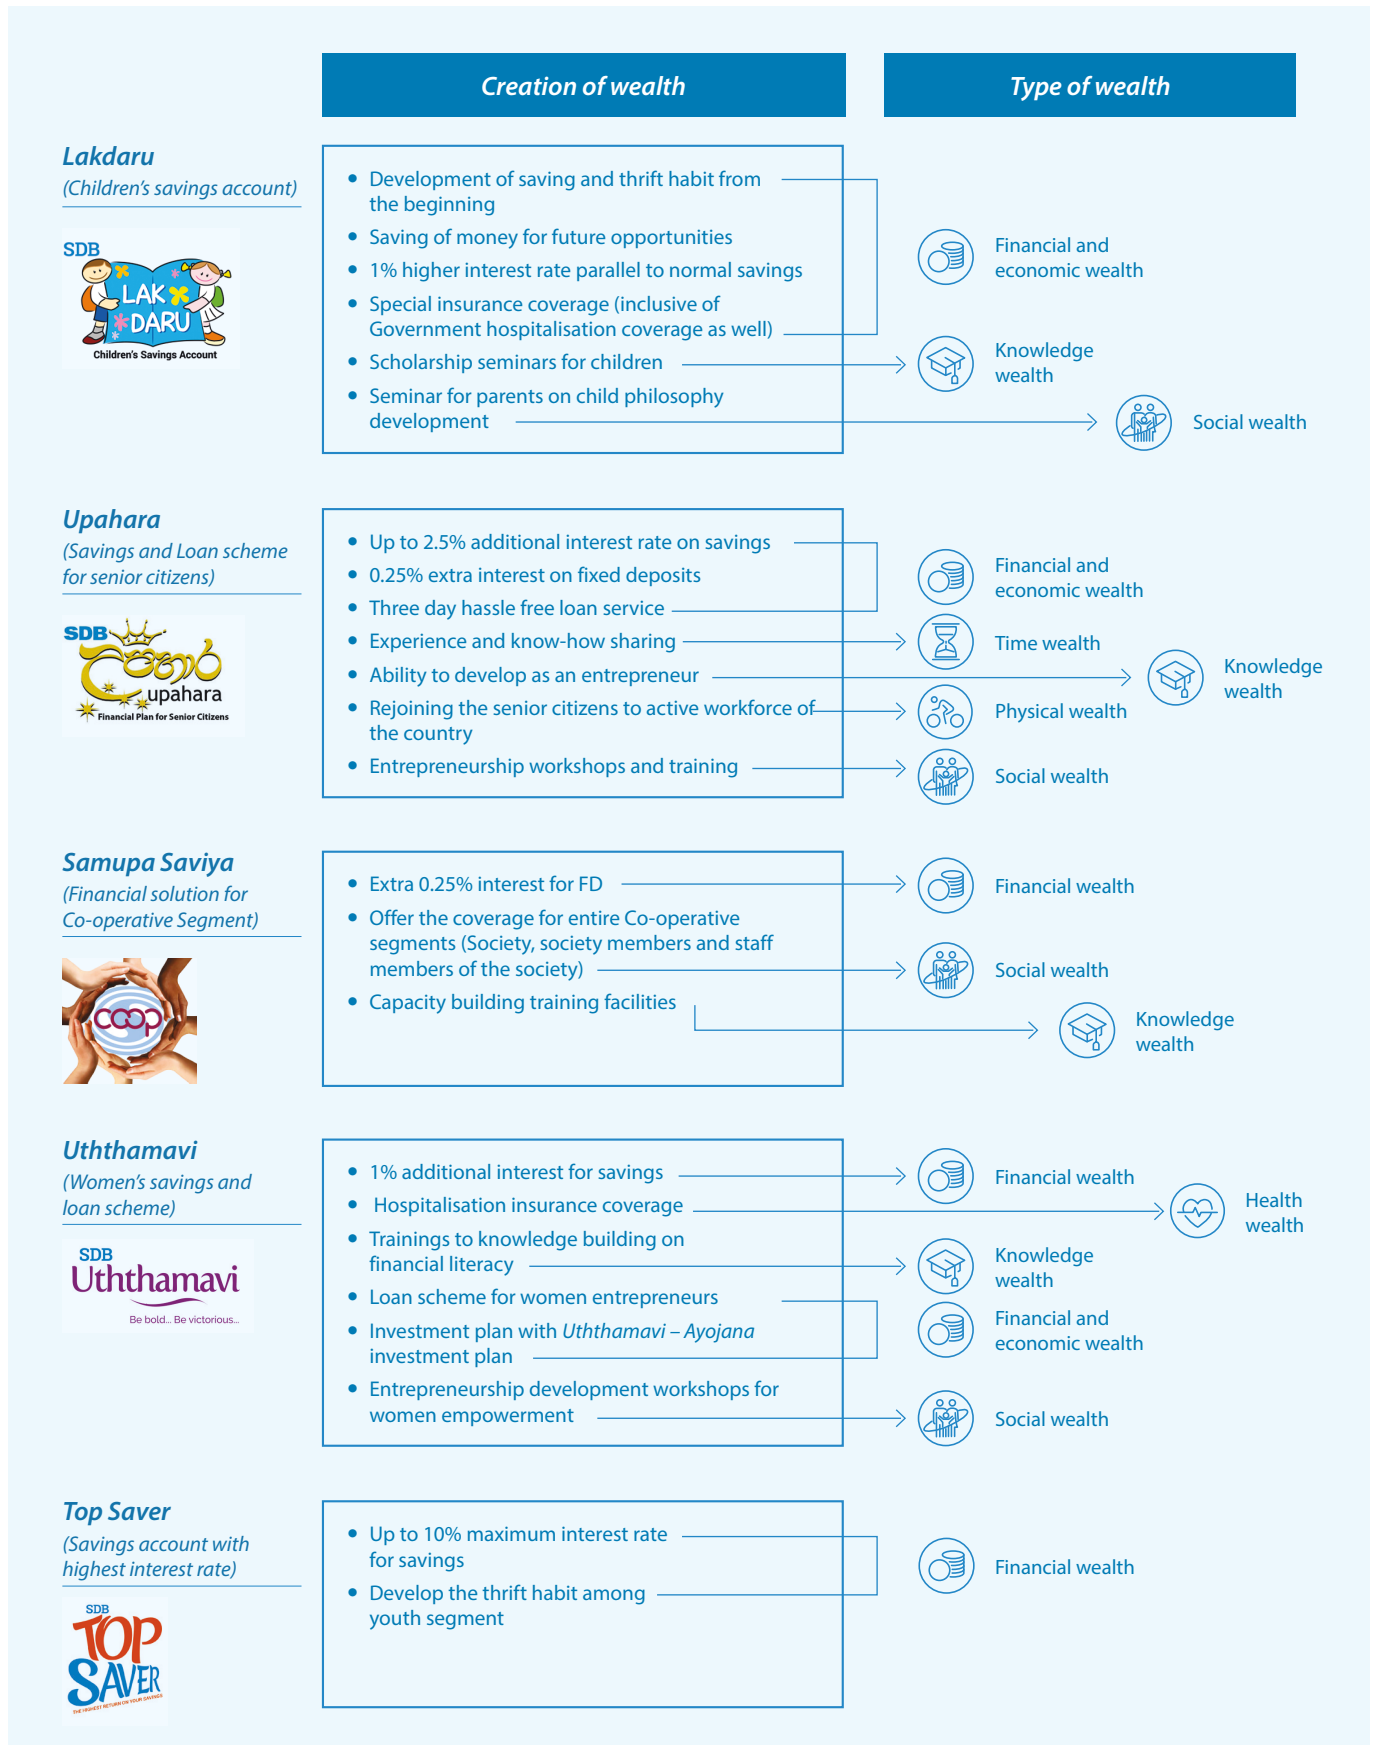 Creation of wealth
Type of wealth
Lakdaru
(Children’s savings account)
SDB
LAK
DARU
Children's Savings Account
• Development of saving and thrift habit from
the beginning
• Saving of money for future opportunities
• 1% higher interest rate parallel to normal savings
• Special insurance coverage (inclusive of
Government hospitalisation coverage as well)
• Scholarship seminars for children
• Seminar for parents on child philosophy
development
Financial and
economic wealth
Knowledge
wealth
Social wealth
Upahara
(Savings and Loan scheme
for senior citizens)
SDB
උපහාර
upahara
Financial Plan for Senior Citizens
• Up to 2.5% additional interest rate on savings
• 0.25% extra interest on fixed deposits
• Three day hassle free loan service
• Experience and know-how sharing
• Ability to develop as an entrepreneur
• Rejoining the senior citizens to active workforce of
the country
• Entrepreneurship workshops and training
Financial and
economic wealth
Time wealth
Knowledge
wealth
Physical wealth
Social wealth
Samupa Saviya
(Financial solution for
Co-operative Segment)
coop
• Extra 0.25% interest for FD
• Offer the coverage for entire Co-operative
segments (Society, society members and staff
members of the society)
• Capacity building training facilities
Financial wealth
Social wealth
Knowledge
wealth
Uththamavi
(Women’s savings and
loan scheme)
SDB
Uththamavi
Be bold... Be victorious...
• 1% additional interest for savings
• Hospitalisation insurance coverage
• Trainings to knowledge building on
financial literacy
• Loan scheme for women entrepreneurs
• Investment plan with Uththamavi – Ayojana
investment plan
• Entrepreneurship development workshops for
women empowerment
Financial wealth
Health
wealth
Knowledge
wealth
Financial and
economic wealth
Social wealth
Top Saver
(Savings account with
highest interest rate)
SDB
TOP
SAVER
THE HIGHEST RETURN ON YOUR SAVINGS
• Up to 10% maximum interest rate
for savings
• Develop the thrift habit among
youth segment
Financial wealth